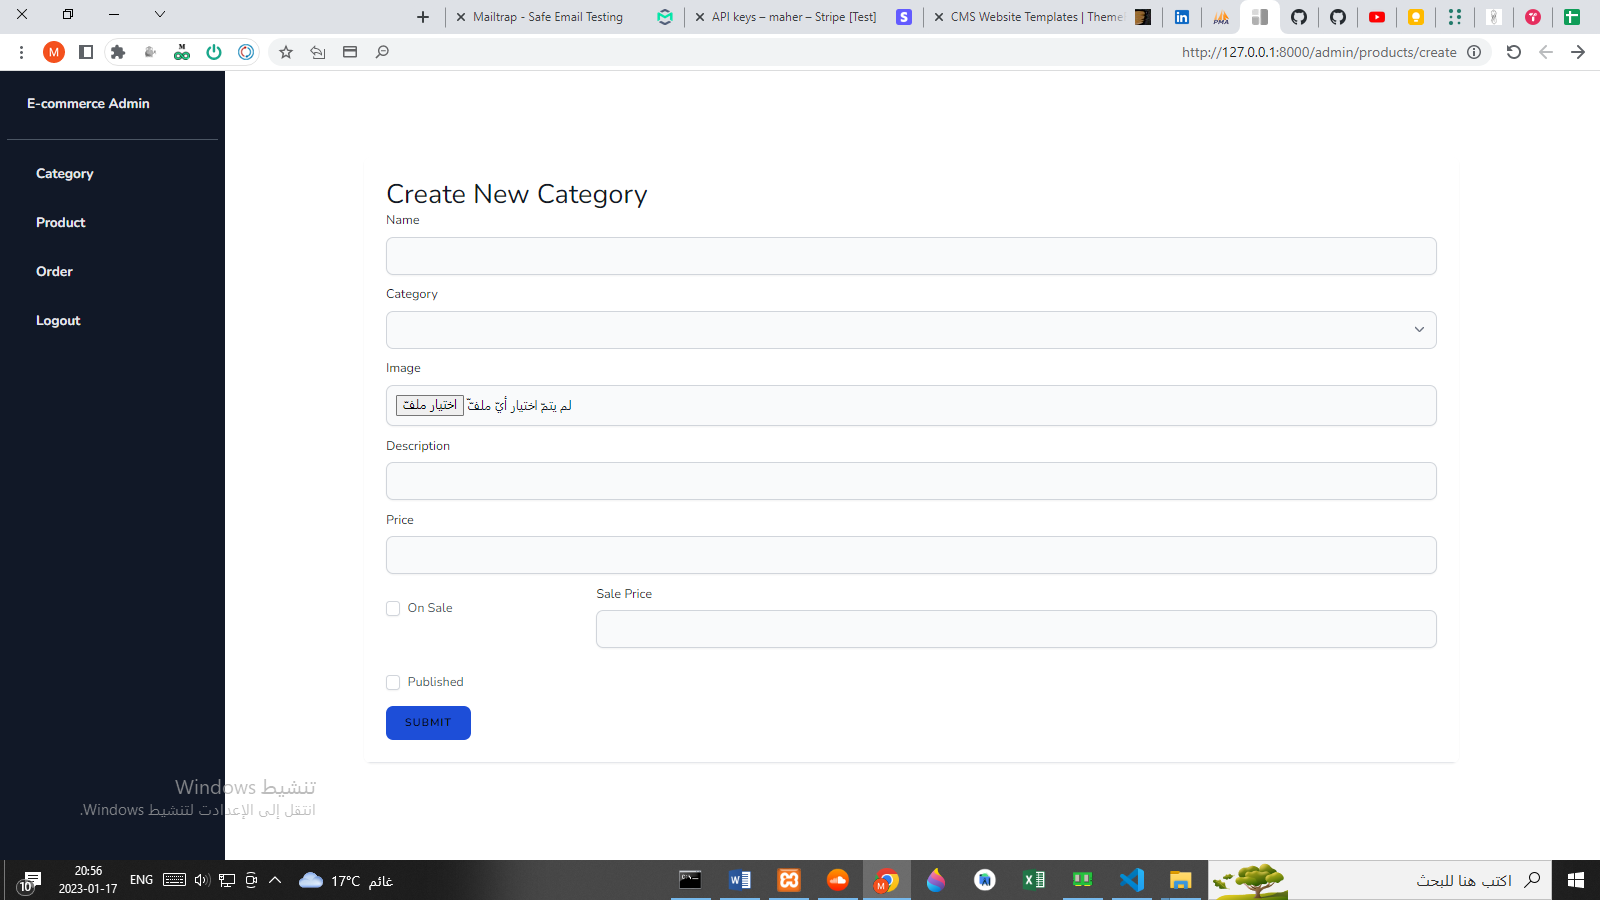 Mailtrap - Safe Email Testing
API keys – maher – Stripe [Test]
CMS Website Templates | Theme
PMA
M
M
http://127.0.0.1:8000/admin/products/create
E-commerce Admin
Category
Product
Order
Logout
Create New Category
Name
Category
Image
اختيار ملفّ لم يتمّ اختيار أيّ ملفّ
Description
Price
On Sale
Sale Price
Published
SUBMIT
تنشيط Windows
انتقل إلى الإعدادت لتنشيط Windows.
10
20:56
2023-01-17
ENG
17°C غائم
اكتب هنا للبحث